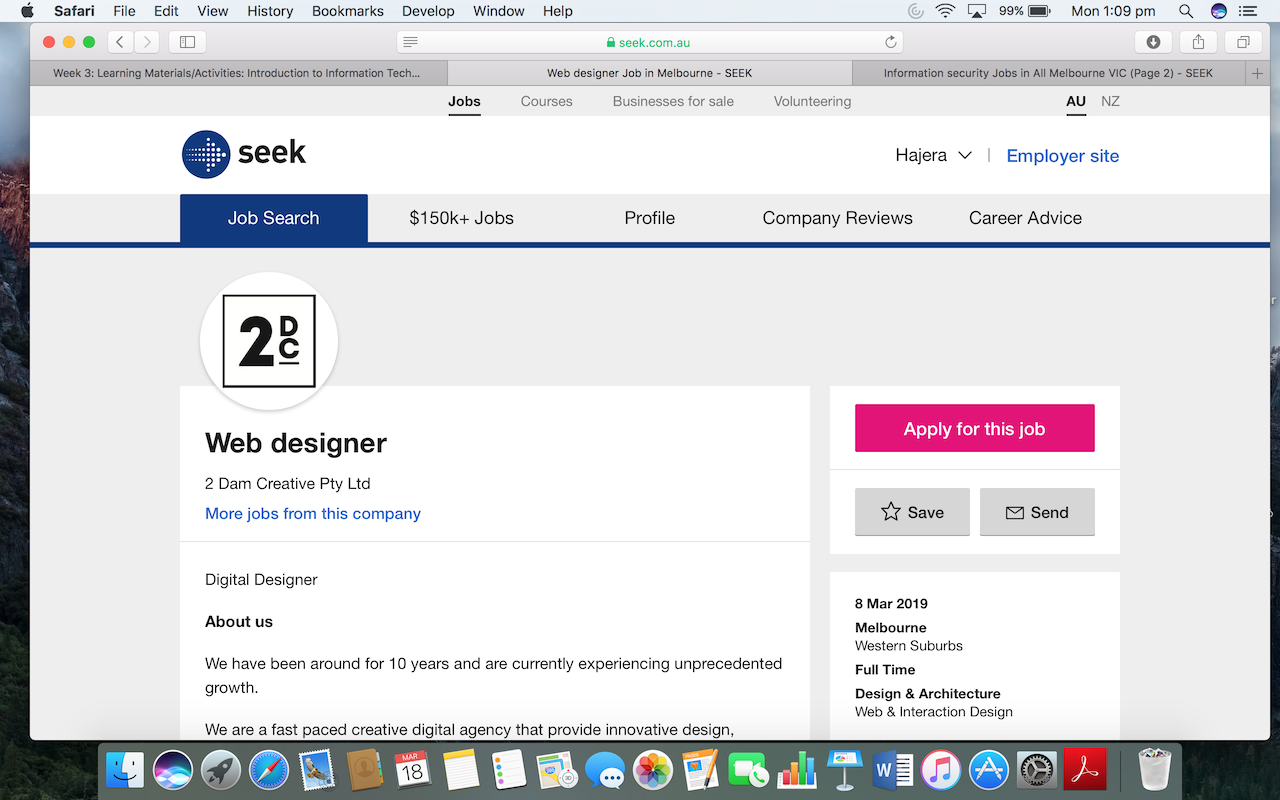 Safari File Edit View History Bookmarks Develop Window Help 99% Mon 1:09 pm
seek.com.au
Week 3: Learning Materials/Activities: Introduction to Information Tech... Web designer Job in Melbourne - SEEK Information security Jobs in All Melbourne VIC (Page 2) - SEEK
Jobs Courses Businesses for sale Volunteering AU NZ
seek
Hajera | Employer site
Job Search $150k+ Jobs Profile Company Reviews Career Advice
2DC
Web designer
2 Dam Creative Pty Ltd
More jobs from this company
Digital Designer
About us
We have been around for 10 years and are currently experiencing unprecedented
growth.
We are a fast paced creative digital agency that provide innovative design,
Apply for this job
Save Send
8 Mar 2019
Melbourne
Western Suburbs
Full Time
Design & Architecture
Web & Interaction Design
MAR
18
3D
W